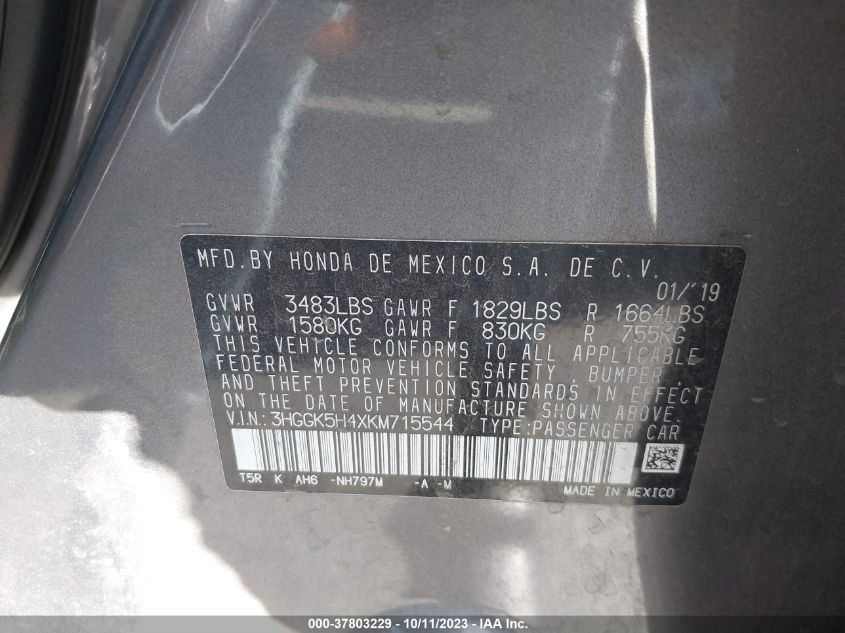 MFD. BY HONDA DE MEXICO S.A. DE C.V.
01/'19
GVWR 3483LBS GAWR F 1829LBS R 1664LBS
GVWR 1580KG GAWR F 830KG R 755KG
THIS VEHICLE CONFORMS TO ALL APPLICABLE
FEDERAL MOTOR VEHICLE SAFETY, BUMPER,
AND THEFT PREVENTION STANDARDS IN EFFECT
ON THE DATE OF MANUFACTURE SHOWN ABOVE.
V.I.N.: 3HGGK5H4XKM715544 TYPE:PASSENGER CAR
T5R K AH6 -NH797M -A -M
MADE IN MEXICO
000-37803229 - 10/11/2023 - © IAA Inc.